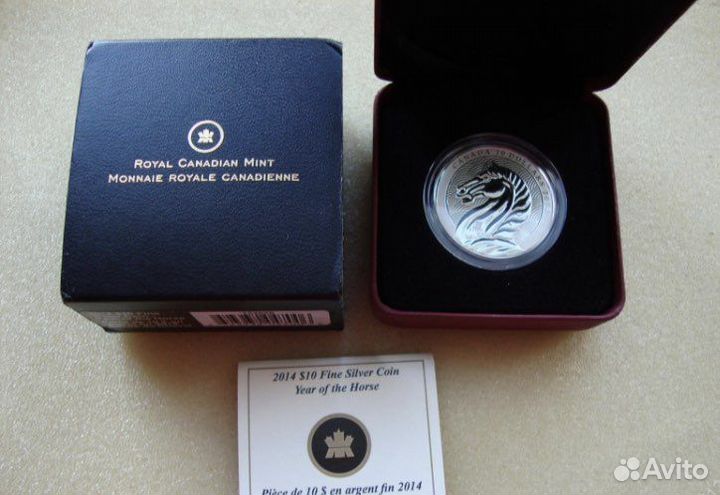 ROYAL CANADIAN MINT
MONNAIE ROYALE CANADIENNE
CANADA 10 DOLLARS
2014 $10 Fine Silver Coin
Year of the Horse
Pièce de 10 $ en argent fin 2014
Avito